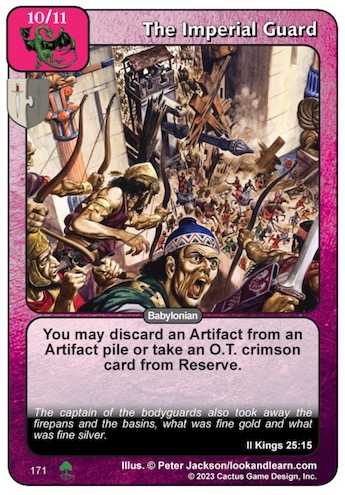 10/11
The Imperial Guard
Babylonian
You may discard an Artifact from an
Artifact pile or take an O.T. crimson
card from Reserve.
The captain of the bodyguards also took away the
firepans and the basins, what was fine gold and what
was fine silver.
II Kings 25:15
171
Illus. © Peter Jackson/lookandlearn.com
© 2023 Cactus Game Design, Inc.